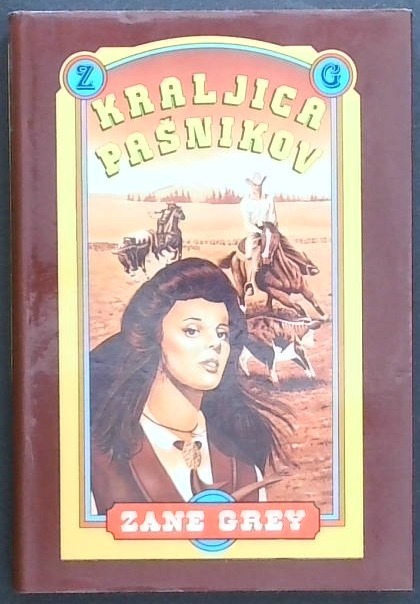 Z G
KRALJICA
PAŠNIKOV
ZANE GREY